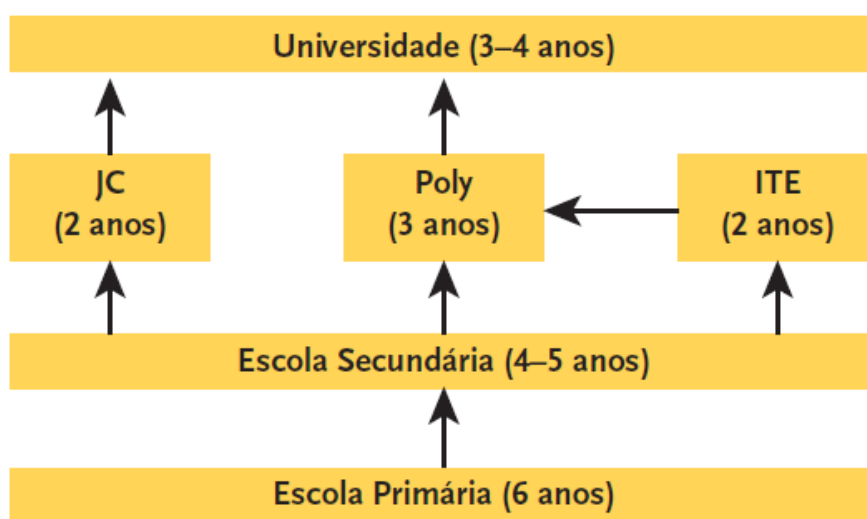 Universidade (3–4 anos)
JC
(2 anos)
Poly
(3 anos)
ITE
(2 anos)
Escola Secundária (4–5 anos)
Escola Primária (6 anos)